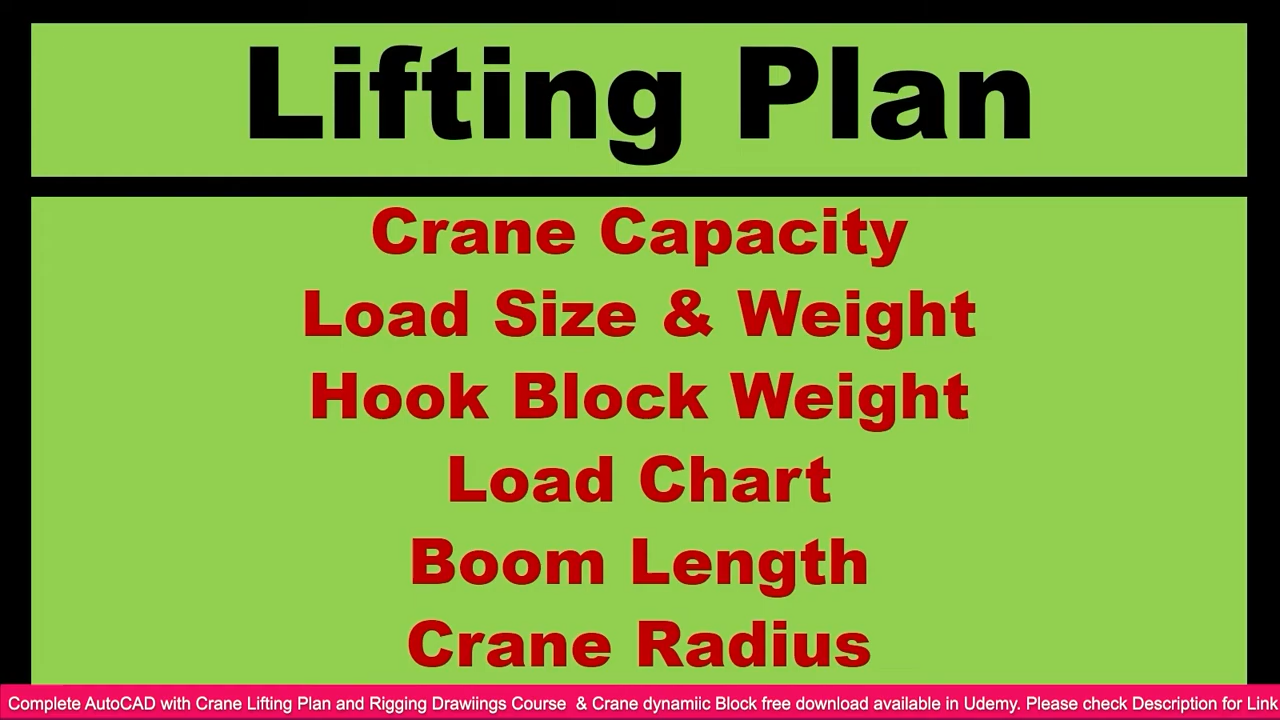 Lifting Plan
Crane Capacity
Load Size & Weight
Hook Block Weight
Load Chart
Boom Length
Crane Radius
Complete AutoCAD with Crane Lifting Plan and Rigging Drawiings Course & Crane dynamiic Block free download available in Udemy. Please check Description for Link